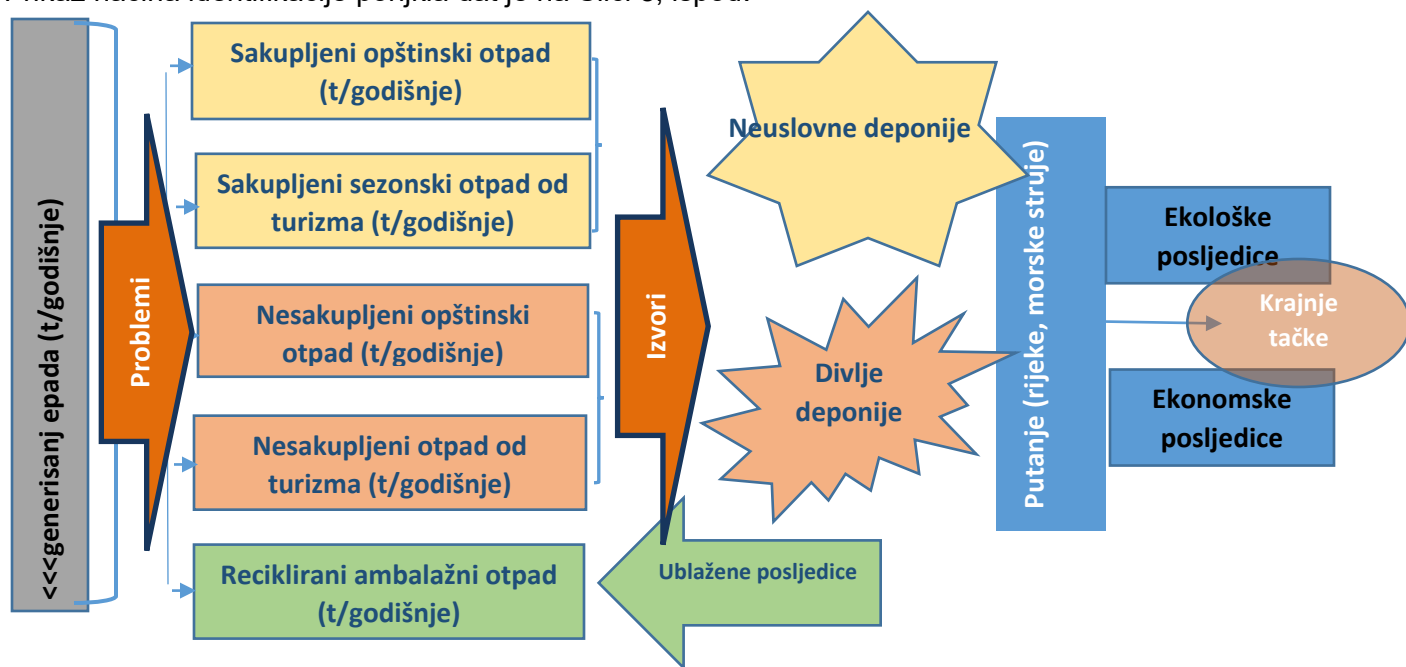 <<<generisanj epada (t/godišnje)
Problemi
Sakupljeni opštinski otpad
(t/godišnje)
Sakupljeni sezonski otpad od
turizma (t/godišnje)
Nesakupljeni opštinski
otpad (t/godišnje)
Nesakupljeni otpad od
turizma (t/godišnje)
Reciklirani ambalažni otpad
(t/godišnje)
Izvori
Neuslovne deponije
Divlje
deponije
Ublažene posljedice
Putanje (rijeke, morske struje)
Ekološke
posljedice
Krajnje
tačke
Ekonomske
posljedice